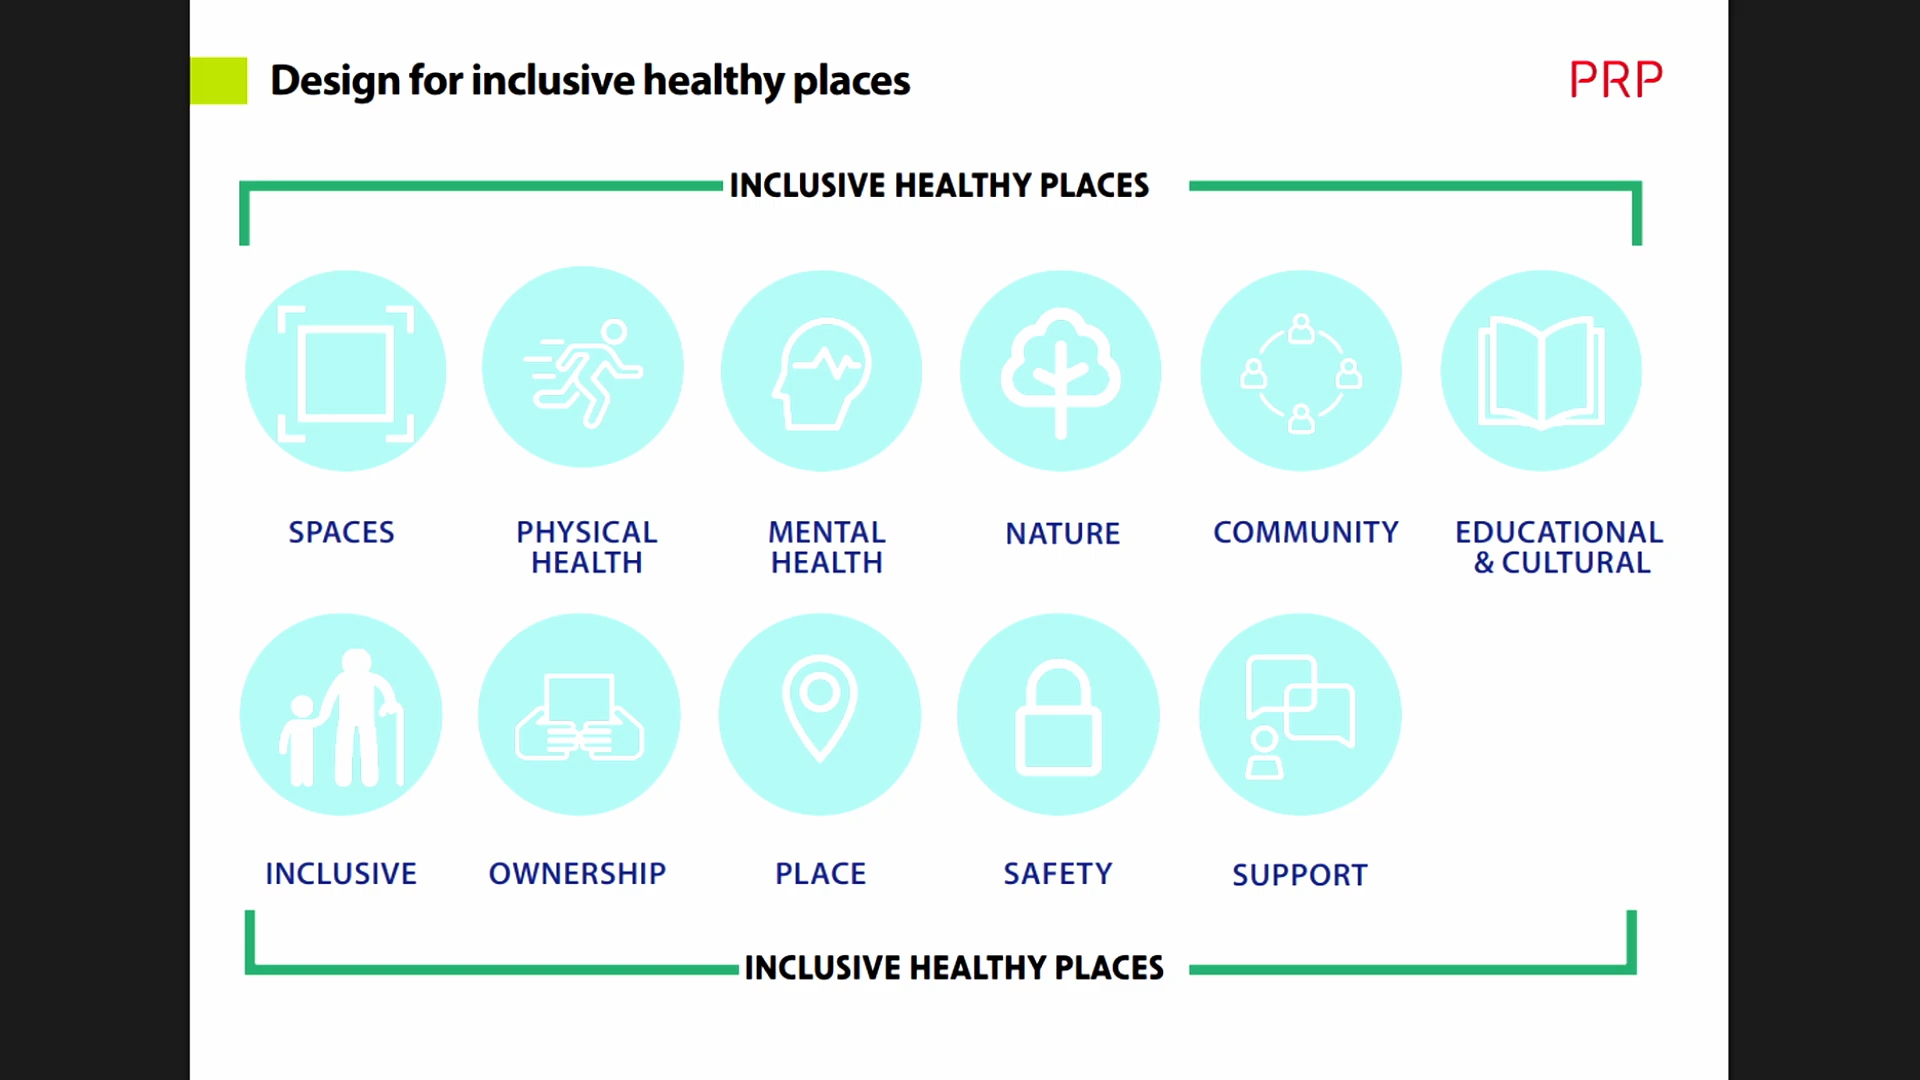 Design for inclusive healthy places
PRP
INCLUSIVE HEALTHY PLACES
SPACES
PHYSICAL
HEALTH
MENTAL
HEALTH
NATURE
COMMUNITY
EDUCATIONAL
& CULTURAL
INCLUSIVE
OWNERSHIP
PLACE
SAFETY
SUPPORT
INCLUSIVE HEALTHY PLACES